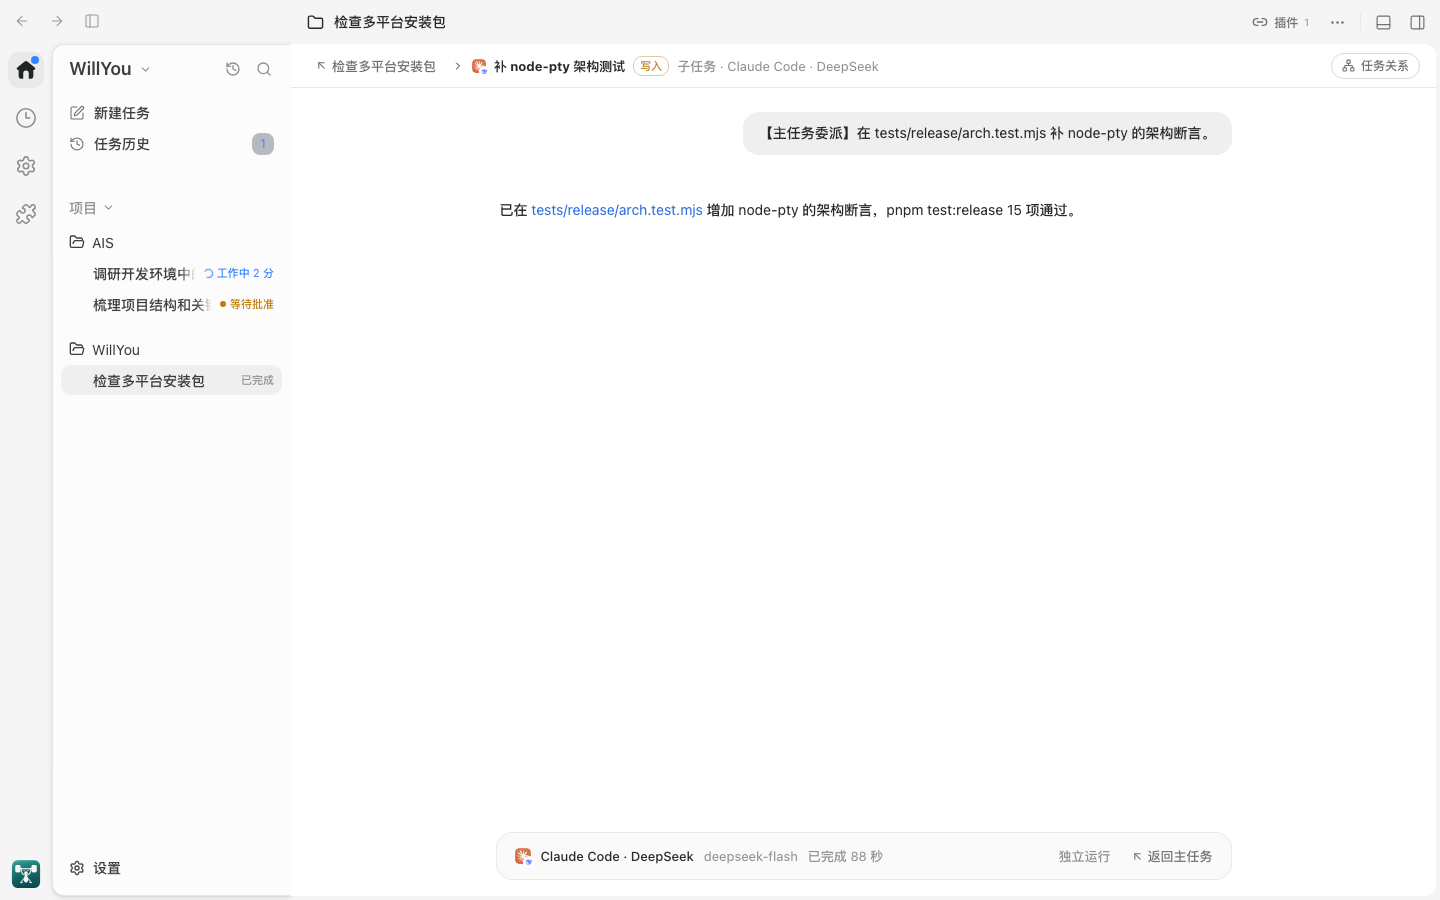 检查多平台安装包
插件 1
WillYou
检查多平台安装包
补 node-pty 架构测试
写入
子任务 · Claude Code · DeepSeek
任务关系
新建任务
任务历史
1
项目
AIS
调研开发环境中
工作中 2 分
梳理项目结构和关
等待批准
WillYou
检查多平台安装包
已完成
设置
【主任务委派】在 tests/release/arch.test.mjs 补 node-pty 的架构断言。
已在 tests/release/arch.test.mjs 增加 node-pty 的架构断言，pnpm test:release 15 项通过。
Claude Code · DeepSeek
deepseek-flash
已完成 88 秒
独立运行
返回主任务